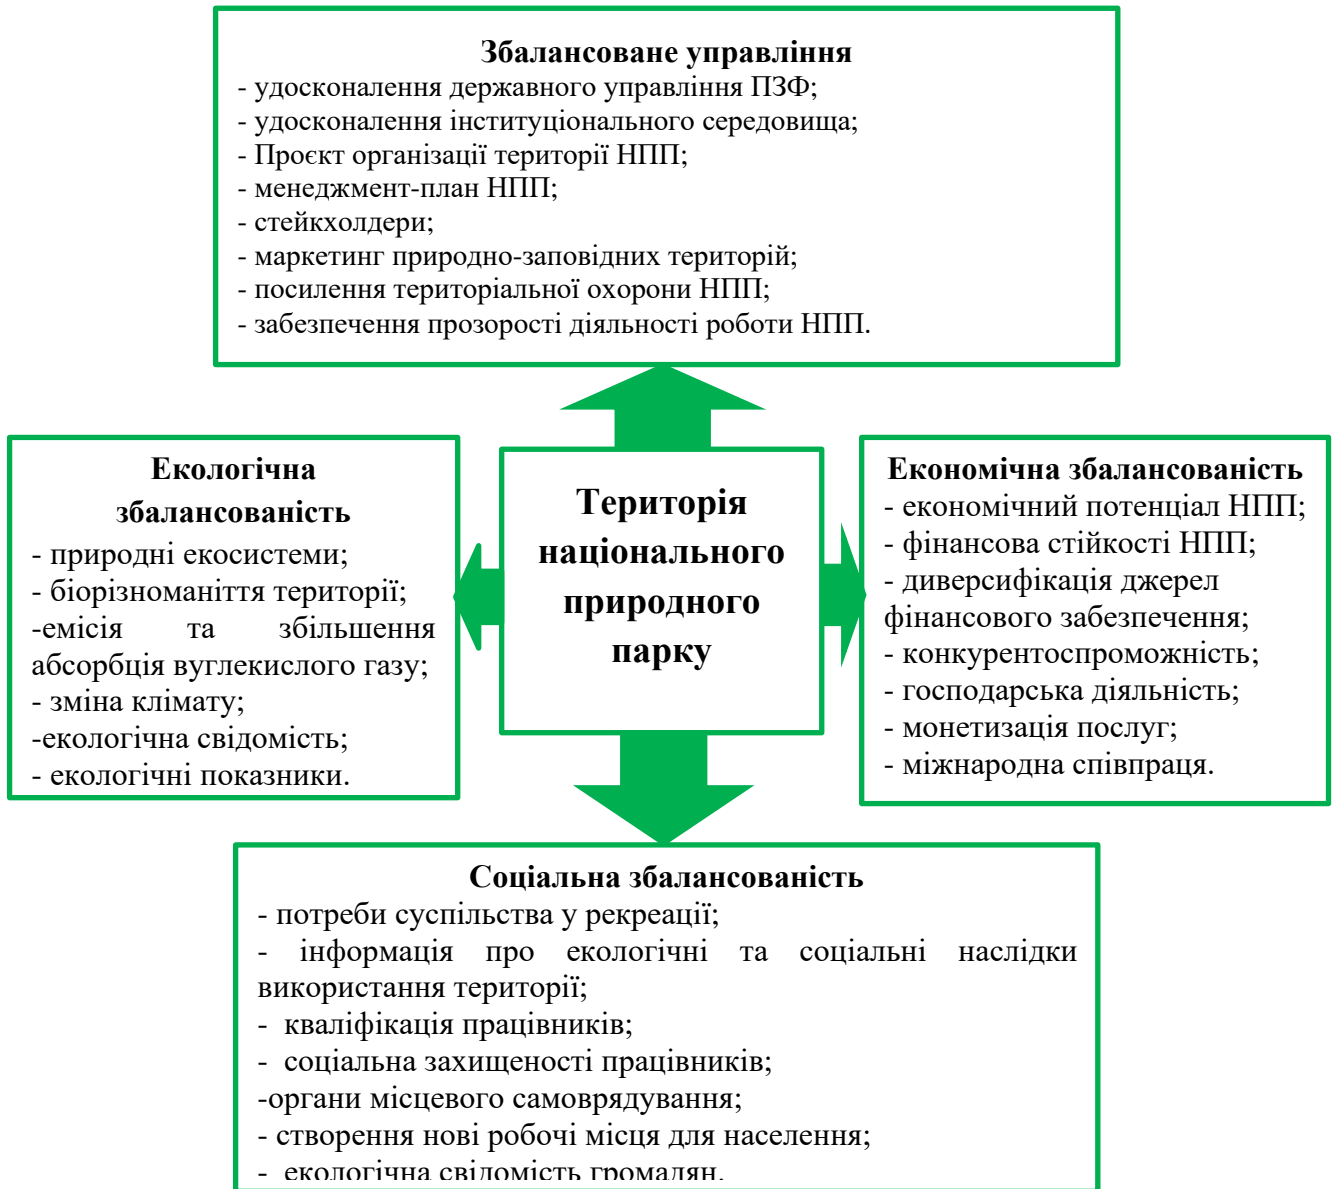 Збалансоване управління
- удосконалення державного управління ПЗФ;
- удосконалення інституціонального середовища;
- Проєкт організації території НПП;
- менеджмент-план НПП;
- стейкхолдери;
- маркетинг природно-заповідних територій;
- посилення територіальної охорони НПП;
- забезпечення прозорості діяльності роботи НПП.
Екологічна
збалансованість
- природні екосистеми;
- біорізноманіття території;
-емісія та збільшення
абсорбція вуглекислого газу;
- зміна клімату;
-екологічна свідомість;
- екологічні показники.
Територія
національного
природного
парку
Економічна збалансованість
- економічний потенціал НПП;
- фінансова стійкості НПП;
- диверсифікація джерел
фінансового забезпечення;
- конкурентоспроможність;
- господарська діяльність;
- монетизація послуг;
- міжнародна співпраця.
Соціальна збалансованість
- потреби суспільства у рекреації;
- інформація про екологічні та соціальні наслідки
використання території;
- кваліфікація працівників;
- соціальна захищеності працівників;
-органи місцевого самоврядування;
- створення нові робочі місця для населення;
- екологічна свідомість громадян.